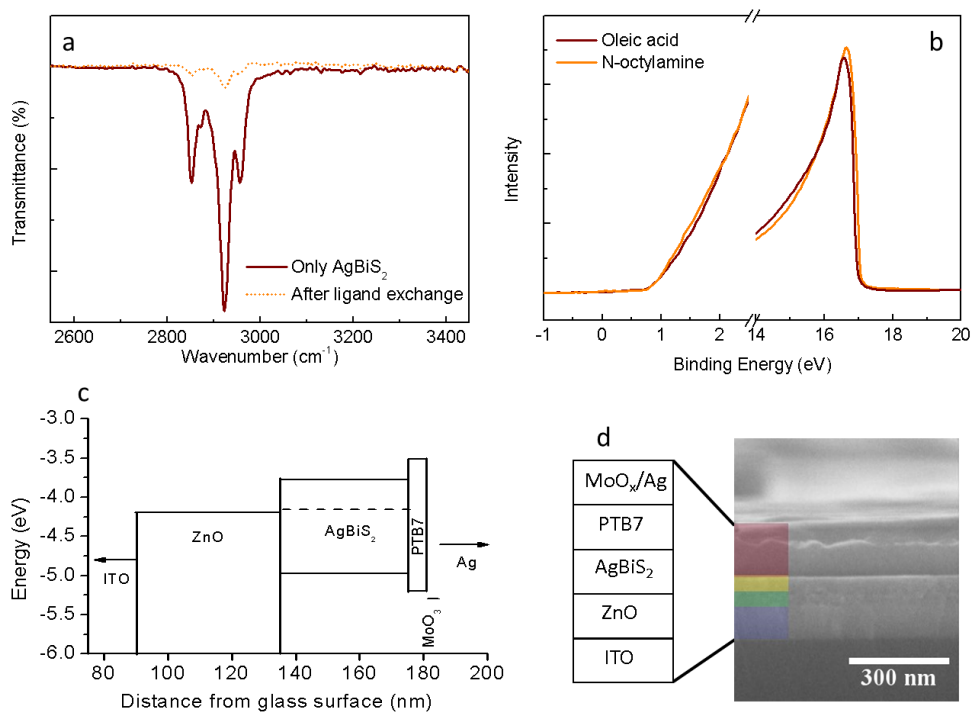 a
Transmittance (%)
Only AgBiS₂
After ligand exchange
2600 2800 3000 3200 3400
Wavenumber (cm⁻¹)
b
Oleic acid
N-octylamine
Intensity
-1 0 1 2 14 16 18 20
Binding Energy (eV)
c
-3.0
-3.5
-4.0
-4.5
-5.0
-5.5
-6.0
Energy (eV)
ITO
ZnO
AgBiS₂
PTB7
MoO₃
Ag
80 100 120 140 160 180 200
Distance from glass surface (nm)
d
MoOₓ/Ag
PTB7
AgBiS₂
ZnO
ITO
300 nm